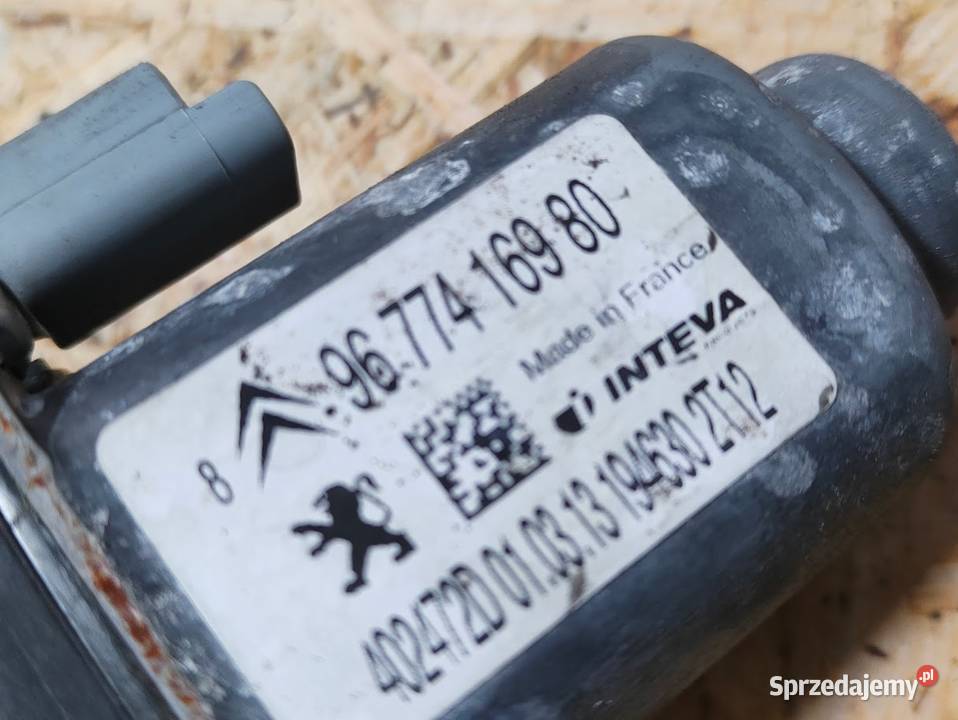 96 774 169 80
Made in France
INTEVA
8
402472D 01.03.13 194630 2T12
Sprzedajemy.pl